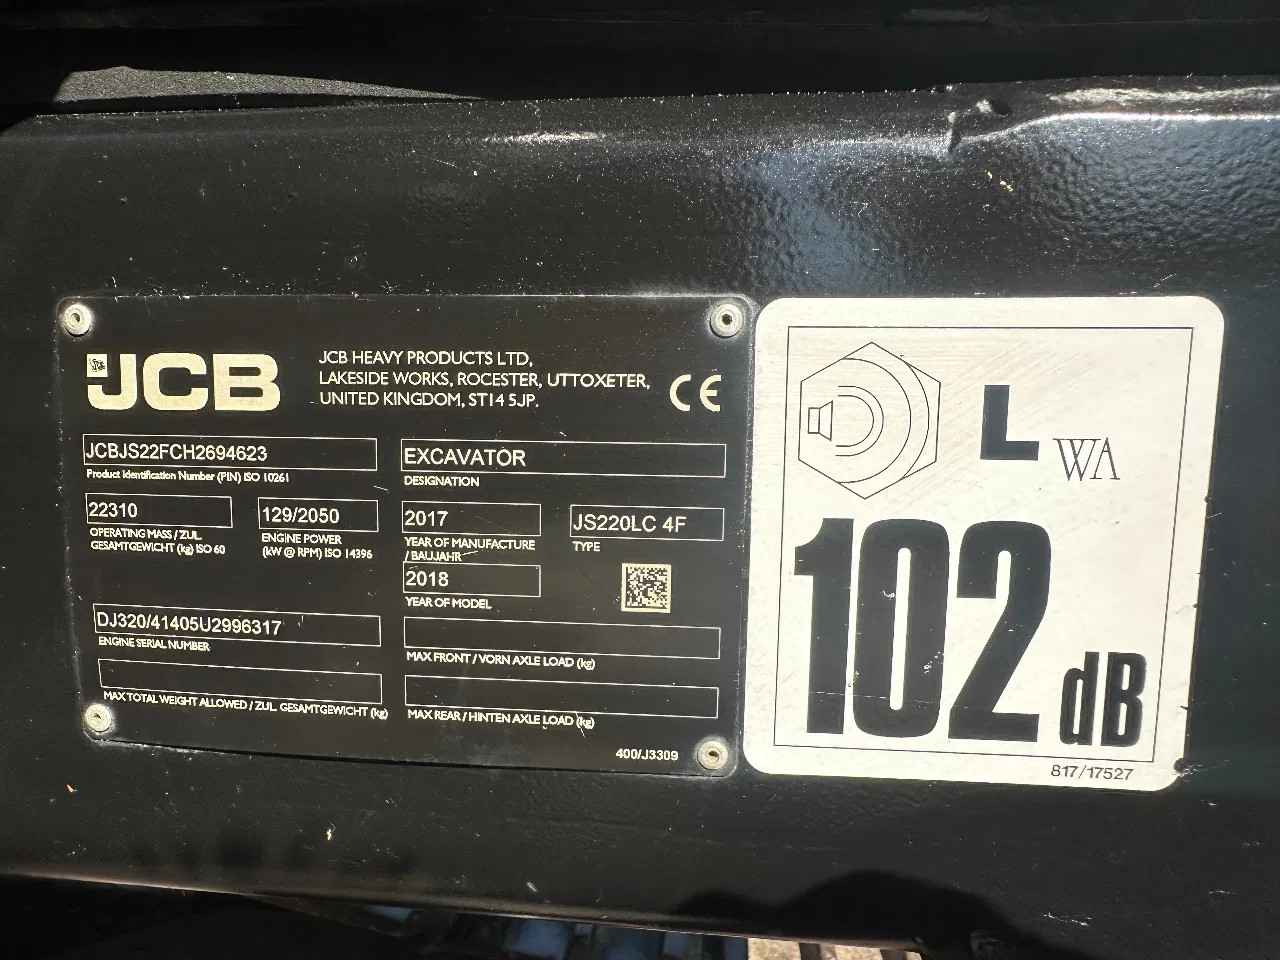 JCB
JCB HEAVY PRODUCTS LTD,
LAKESIDE WORKS, ROCESTER, UTTOXETER,
UNITED KINGDOM, ST14 5JP.
CE
JCBJS22FCH2694623
Product Identification Number (PIN) ISO 10261
EXCAVATOR
DESIGNATION
22310
OPERATING MASS / ZUL.
GESAMTGEWICHT (kg) ISO 60
129/2050
ENGINE POWER
(kW @ RPM) ISO 14396
2017
YEAR OF MANUFACTURE
/ BAUJAHR
JS220LC 4F
TYPE
2018
YEAR OF MODEL
DJ320/41405U2996317
ENGINE SERIAL NUMBER
MAX FRONT / VORN AXLE LOAD (kg)
MAX TOTAL WEIGHT ALLOWED / ZUL. GESAMTGEWICHT (kg)
MAX REAR / HINTEN AXLE LOAD (kg)
400/J3309
L WA
102 dB
817/17527